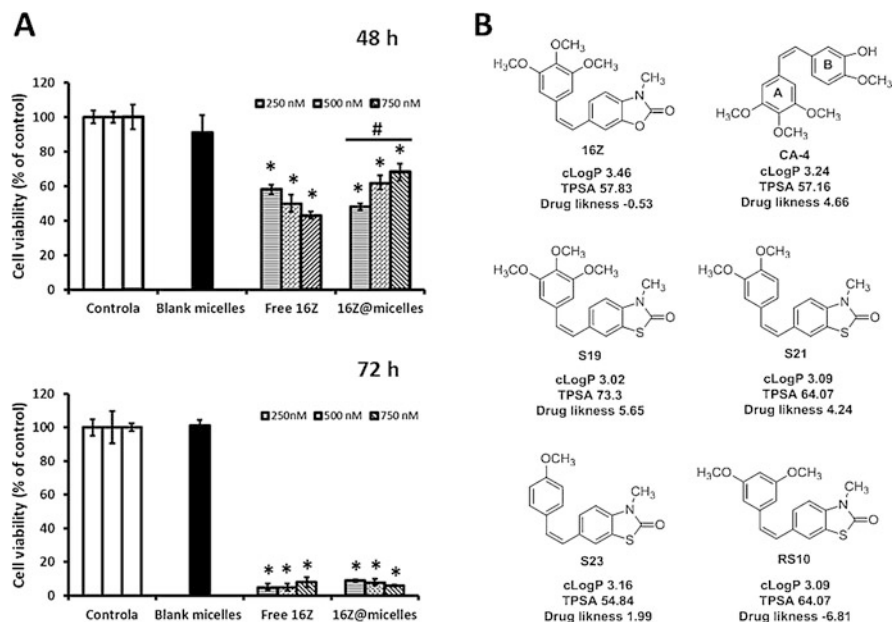 A
48 h
120
100
80
60
40
20
0
Cell viability (% of control)
250 nM 500 nM 750 nM
#
* * * * * *
Controla Blank micelles Free 16Z 16Z@micelles
72 h
120
100
80
60
40
20
0
Cell viability (% of control)
250nM 500 nM 750 nM
* * * * * *
Controla Blank micelles Free 16Z 16Z@micelles
B
OCH3
H3CO OCH3
CH3
N
O
O
16Z
cLogP 3.46
TPSA 57.83
Drug likness -0.53
OH
B
OCH3
A
H3CO OCH3
OCH3
CA-4
cLogP 3.24
TPSA 57.16
Drug likness 4.66
OCH3
H3CO OCH3
CH3
N
O
S
S19
cLogP 3.02
TPSA 73.3
Drug likness 5.65
OCH3
H3CO
CH3
N
O
S
S21
cLogP 3.09
TPSA 64.07
Drug likness 4.24
OCH3
CH3
N
O
S
S23
cLogP 3.16
TPSA 54.84
Drug likness 1.99
H3CO OCH3
CH3
N
O
S
RS10
cLogP 3.09
TPSA 64.07
Drug likness -6.81